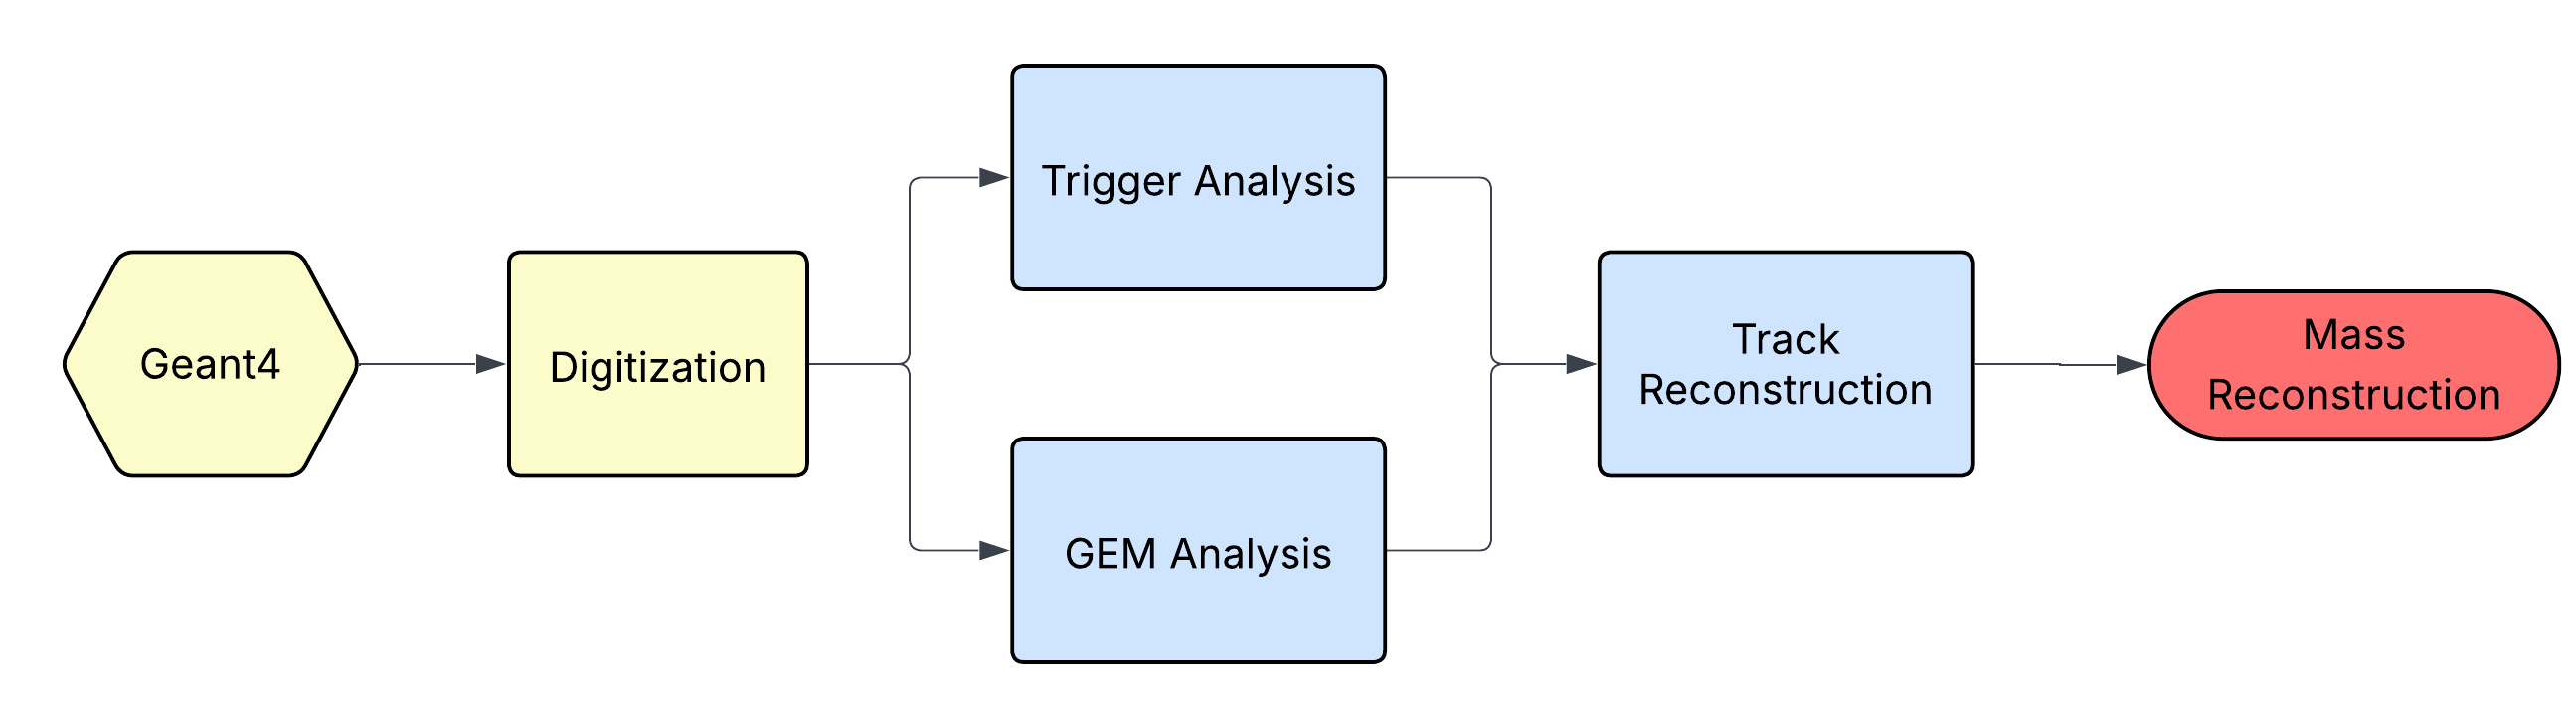 Geant4
Digitization
Trigger Analysis
GEM Analysis
Track
Reconstruction
Mass
Reconstruction